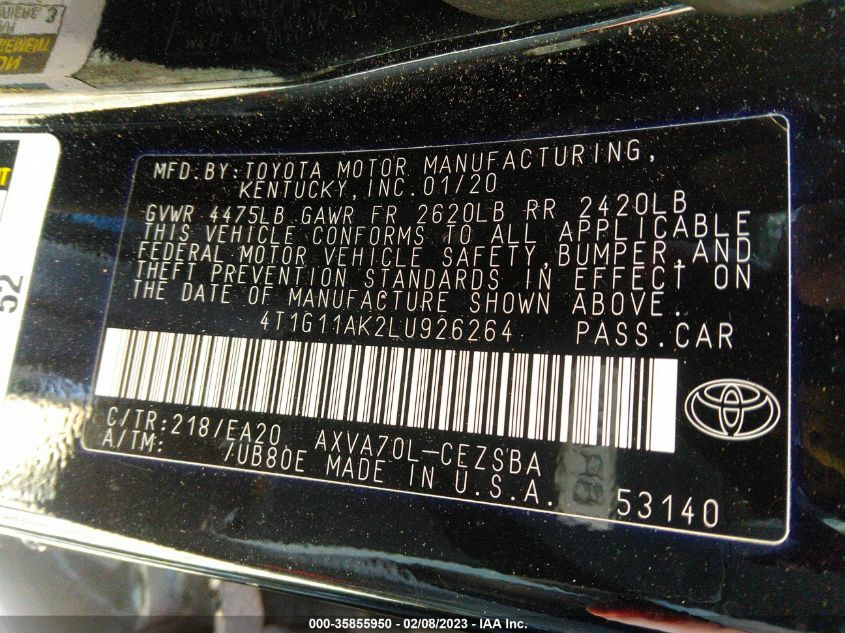 MFD.BY:TOYOTA MOTOR MANUFACTURING,
KENTUCKY,INC.01/20
GVWR 4475LB GAWR FR 2620LB RR 2420LB
THIS VEHICLE CONFORMS TO ALL APPLICABLE
FEDERAL MOTOR VEHICLE SAFETY,BUMPER,AND
THEFT PREVENTION STANDARDS IN EFFECT ON
THE DATE OF MANUFACTURE SHOWN ABOVE.
4T1G11AK2LU926264 PASS.CAR
C/TR:218/EA20 AXVA70L-CEZSBA
A/TM: /UB80E MADE IN U.S.A.
53140
52
000-35855950 - 02/08/2023 - IAA Inc.